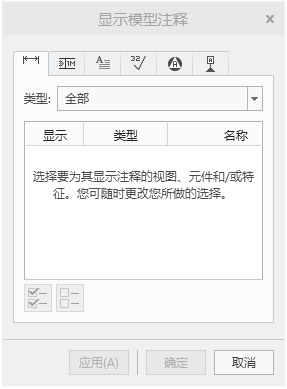 显示模型注释
类型: 全部
显示 类型 名称
选择要为其显示注释的视图、元件和/或特
征。您可随时更改您所做的选择。
应用(A) 确定 取消